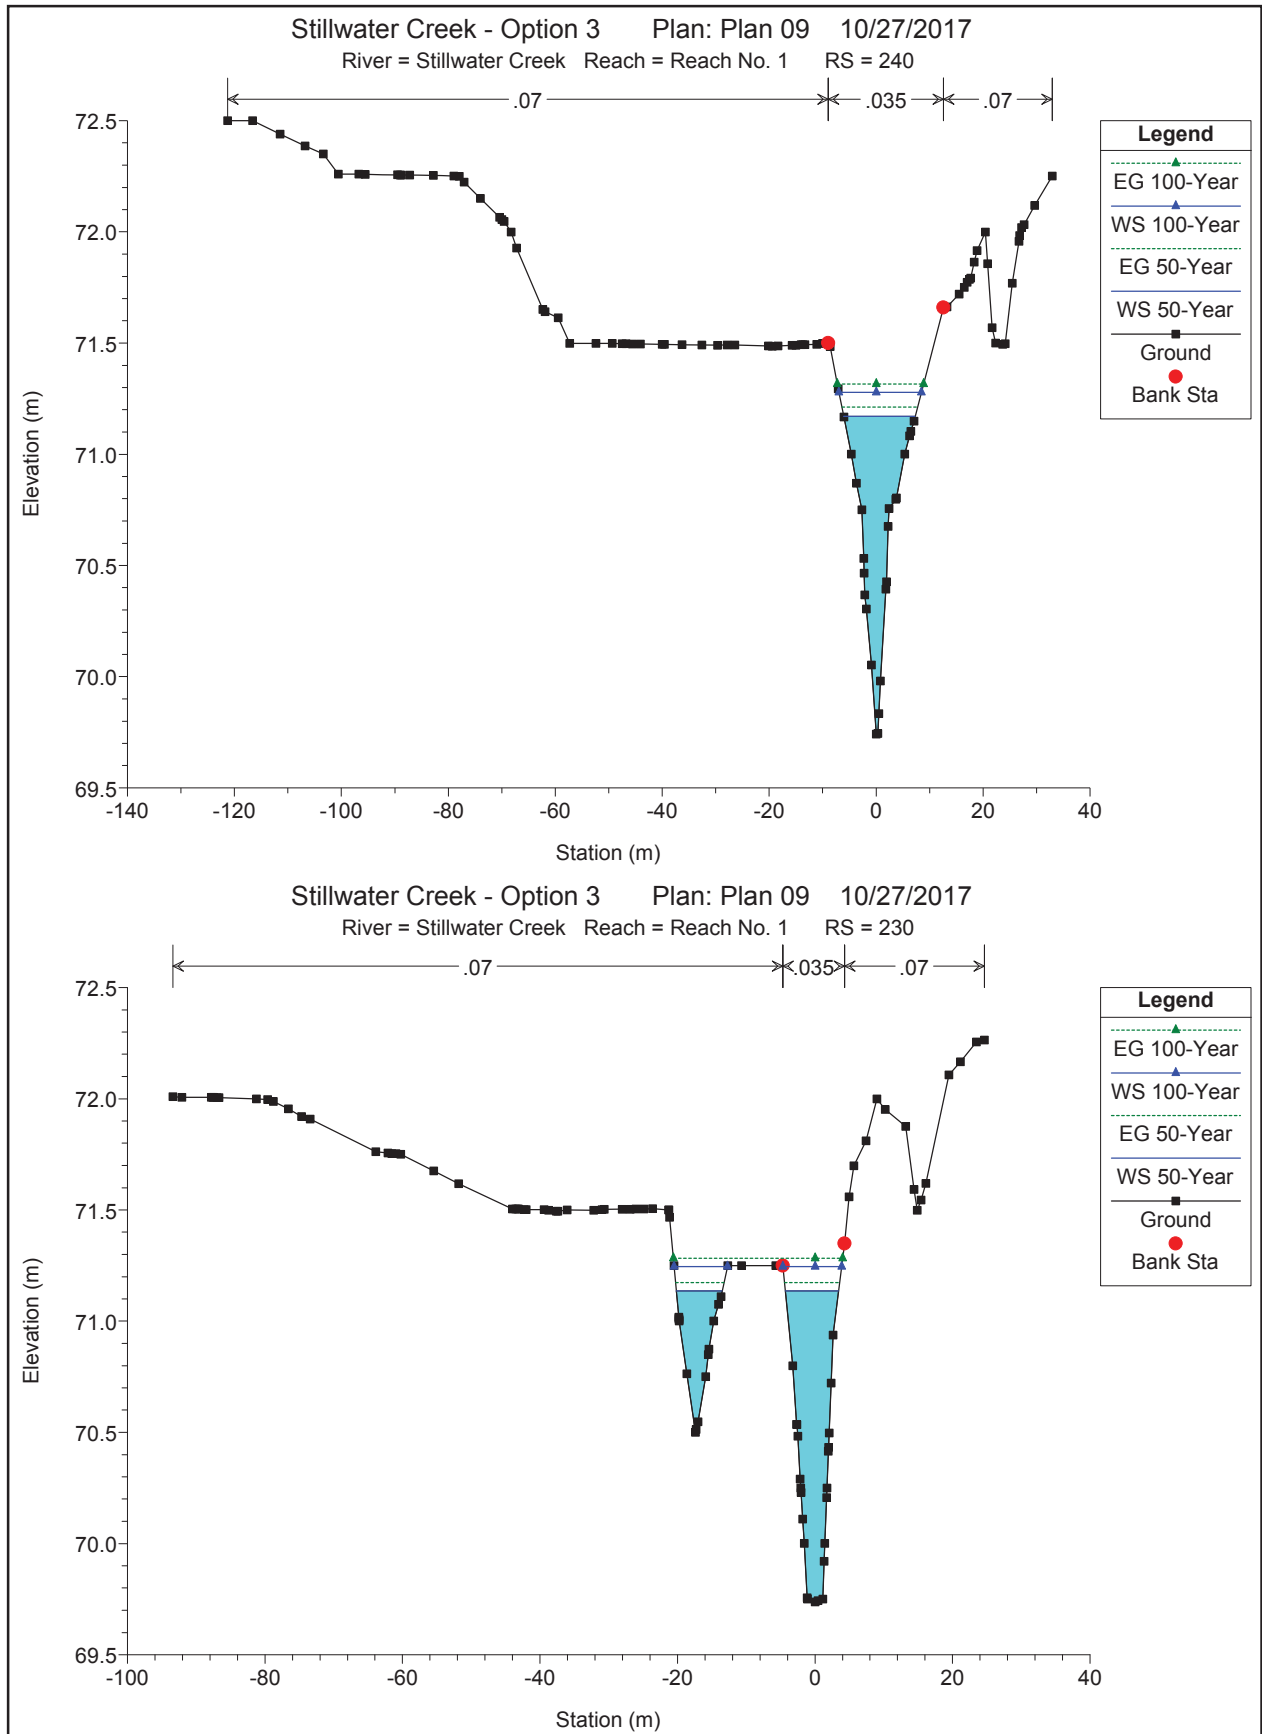 Stillwater Creek - Option 3 Plan: Plan 09 10/27/2017
River = Stillwater Creek Reach = Reach No. 1 RS = 240
.07 .035 .07
72.5
72.0
71.5
71.0
70.5
70.0
69.5
Elevation (m)
-140 -120 -100 -80 -60 -40 -20 0 20 40
Station (m)
Legend
EG 100-Year
WS 100-Year
EG 50-Year
WS 50-Year
Ground
Bank Sta
Stillwater Creek - Option 3 Plan: Plan 09 10/27/2017
River = Stillwater Creek Reach = Reach No. 1 RS = 230
.07 .035 .07
72.5
72.0
71.5
71.0
70.5
70.0
69.5
Elevation (m)
-100 -80 -60 -40 -20 0 20 40
Station (m)
Legend
EG 100-Year
WS 100-Year
EG 50-Year
WS 50-Year
Ground
Bank Sta